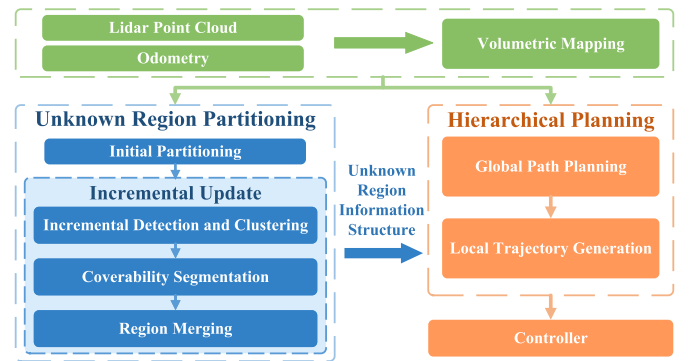 Lidar Point Cloud
Odometry
Volumetric Mapping
Unknown Region Partitioning
Initial Partitioning
Incremental Update
Incremental Detection and Clustering
Coverability Segmentation
Region Merging
Unknown
Region
Information
Structure
Hierarchical Planning
Global Path Planning
Local Trajectory Generation
Controller